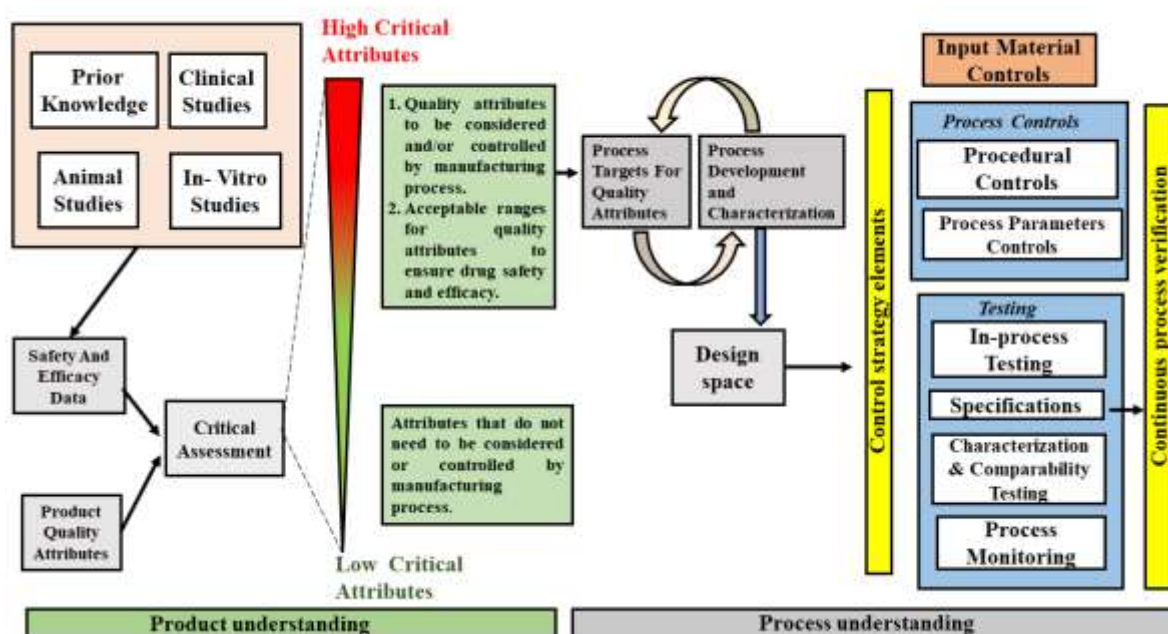 Prior
Knowledge
Clinical
Studies
Animal
Studies
In- Vitro
Studies
Safety And
Efficacy
Data
Critical
Assessment
Product
Quality
Attributes
High Critical
Attributes
Low Critical
Attributes
1. Quality attributes
to be considered
and/or controlled
by manufacturing
process.
2. Acceptable ranges
for quality
attributes to
ensure drug safety
and efficacy.
Attributes that do not
need to be considered
or controlled by
manufacturing
process.
Product understanding
Process
Targets For
Quality
Attributes
Process
Development
and
Characterization
Design
space
Control strategy elements
Input Material
Controls
Process Controls
Procedural
Controls
Process Parameters
Controls
Testing
In-process
Testing
Specifications
Characterization
& Comparability
Testing
Process
Monitoring
Continuous process verification
Process understanding